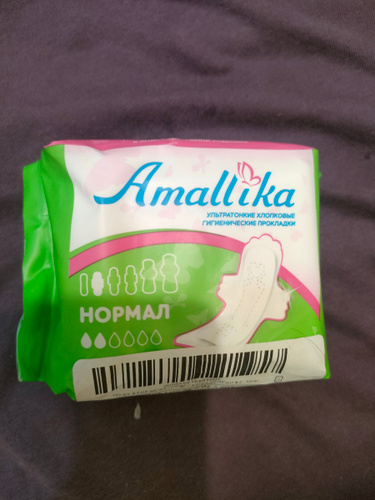 Amallika
УЛЬТРАТОНКИЕ ХЛОПКОВЫЕ
ГИГИЕНИЧЕСКИЕ ПРОКЛАДКИ
НОРМАЛ